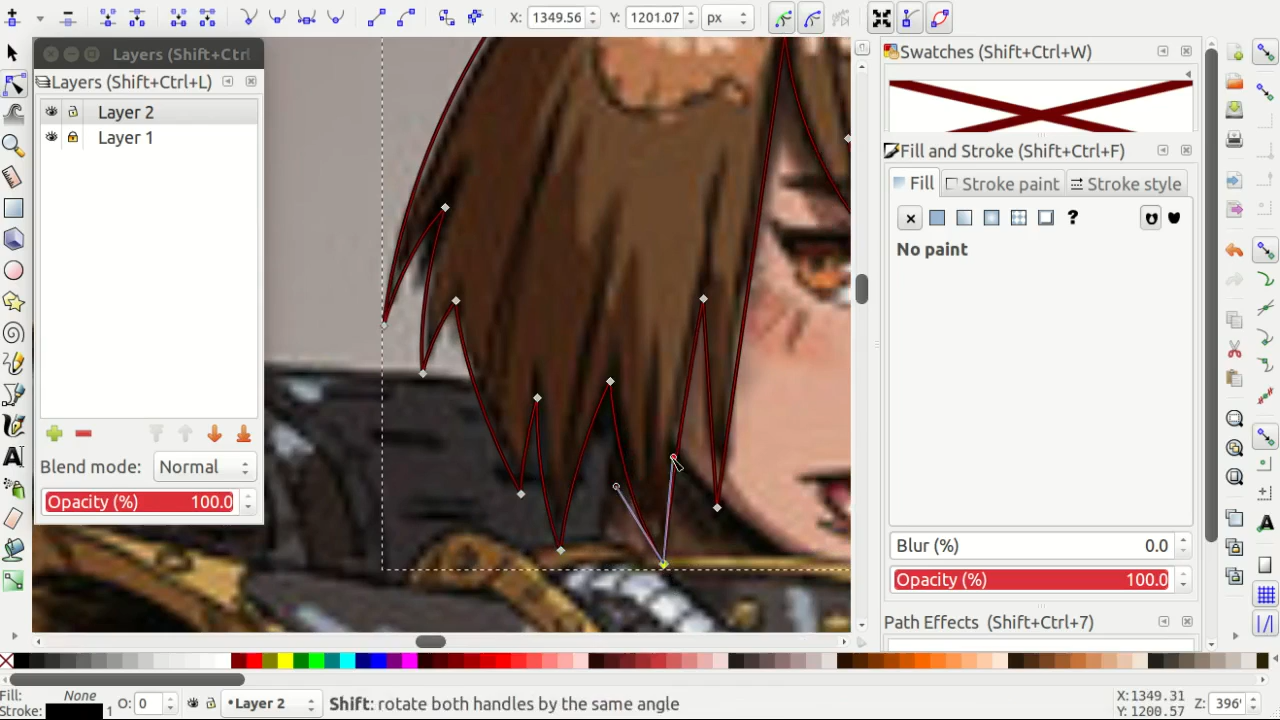 X: 1349.56 Y: 1201.07 px
Layers (Shift+Ctrl
Layers (Shift+Ctrl+L)
Layer 2
Layer 1
Blend mode: Normal
Opacity (%) 100.0
Swatches (Shift+Ctrl+W)
Fill and Stroke (Shift+Ctrl+F)
Fill Stroke paint Stroke style
?
No paint
Blur (%) 0.0
Opacity (%) 100.0
Path Effects (Shift+Ctrl+7)
Fill: None
Stroke: 1
O: 0
•Layer 2
Shift: rotate both handles by the same angle
X:1349.31
Y:1200.57
Z: 396